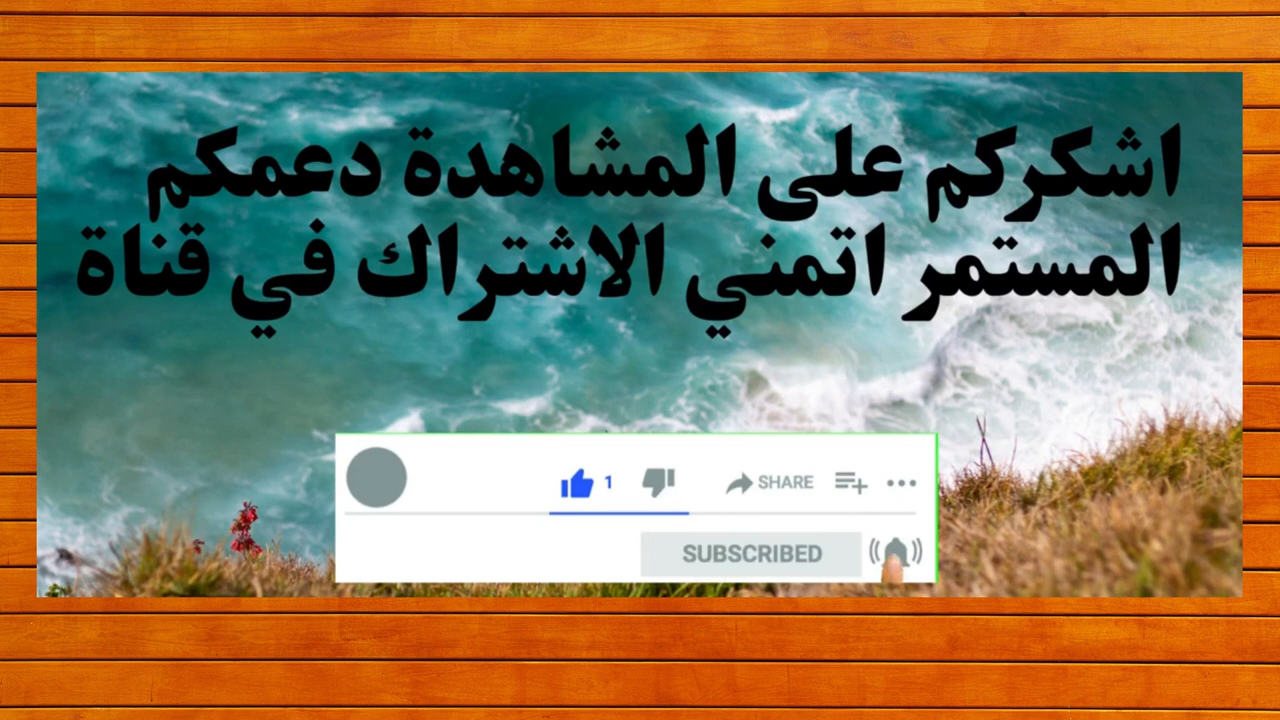 اشكركم على المشاهدة دعمكم
المستمر اتمني الاشتراك في قناة
1 SHARE
SUBSCRIBED